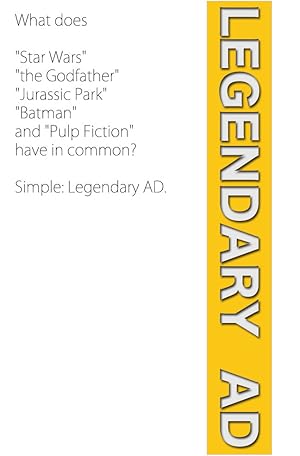 What does
"Star Wars"
"the Godfather"
"Jurassic Park"
"Batman"
and "Pulp Fiction"
have in common?
Simple: Legendary AD.
LEGENDARY AD